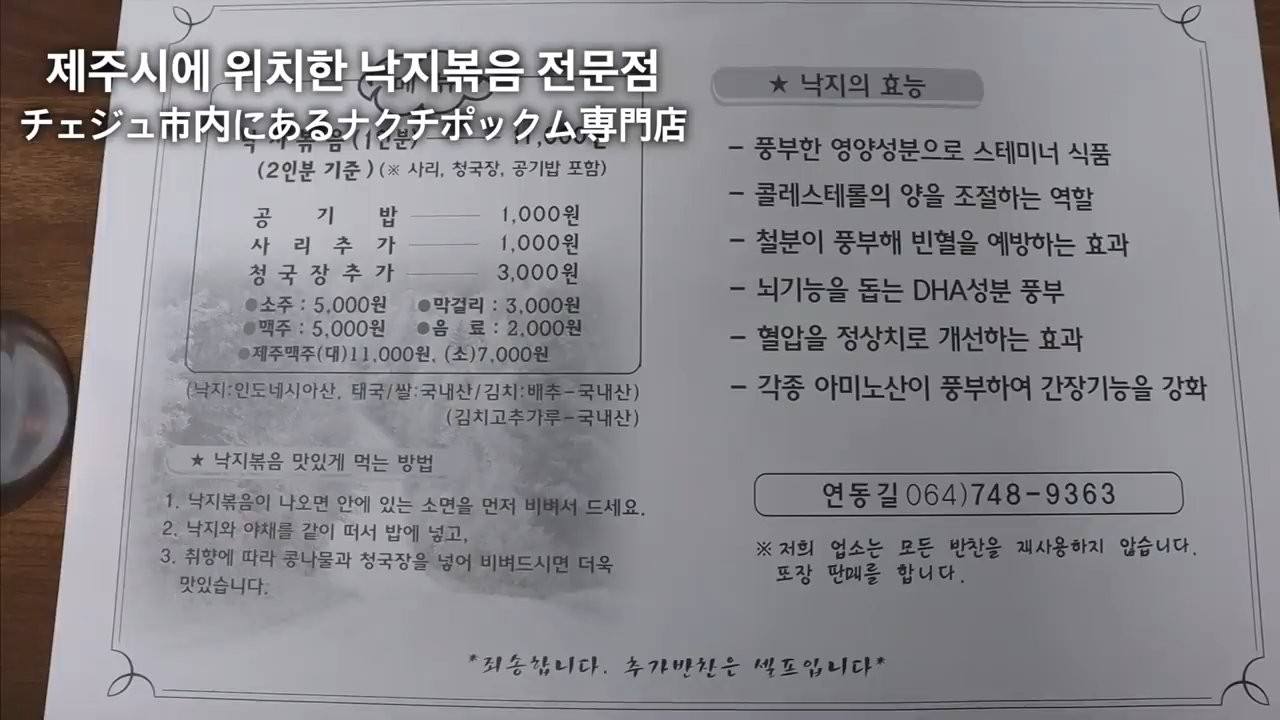 제주시에 위치한 낙지볶음 전문점
チェジュ市内にあるナクチポックム専門店
(1인분)
(2인분 기준) (※ 사리, 청국장, 공기밥 포함)
공 기 밥 1,000원
사 리 추 가 1,000원
청 국 장 추 가 3,000원
●소주 : 5,000원 ●막걸리 : 3,000원
●맥주 : 5,000원 ●음 료 : 2,000원
●제주맥주(대)11,000원, (소)7,000원
(낙지:인도네시아산, 태국/쌀:국내산/김치:배추-국내산)
(김치고추가루-국내산)
★ 낙지볶음 맛있게 먹는 방법
1. 낙지볶음이 나오면 안에 있는 소면을 먼저 비벼서 드세요.
2. 낙지와 야채를 같이 떠서 밥에 넣고,
3. 취향에 따라 콩나물과 청국장을 넣어 비벼드시면 더욱
맛있습니다.
★ 낙지의 효능
- 풍부한 영양성분으로 스테미너 식품
- 콜레스테롤의 양을 조절하는 역할
- 철분이 풍부해 빈혈을 예방하는 효과
- 뇌기능을 돕는 DHA성분 풍부
- 혈압을 정상치로 개선하는 효과
- 각종 아미노산이 풍부하여 간장기능을 강화
연동길 064)748-9363
※ 저희 업소는 모든 반찬을 재사용하지 않습니다.
포장 판매를 합니다.
*죄송합니다. 추가반찬은 셀프입니다*